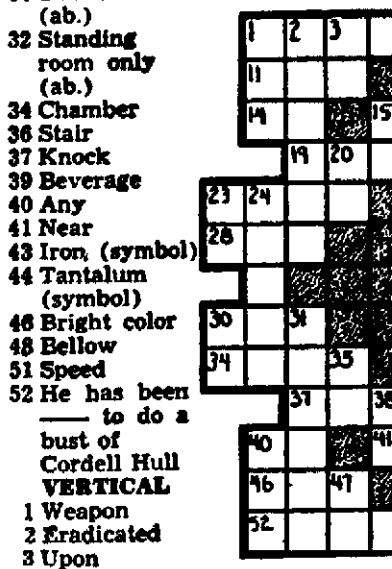 (ab.)
32 Standing
room only
(ab.)
34 Chamber
36 Stair
37 Knock
39 Beverage
40 Any
41 Near
43 Iron (symbol)
44 Tantalum
(symbol)
46 Bright color
48 Bellow
51 Speed
52 He has been
—— to do a
bust of
Cordell Hull
VERTICAL
1 Weapon
2 Eradicated
3 Upon
1 2 3
11
14 15
19 20
23 24
28
30 31
34 35
37 38
40 41
46 47
52